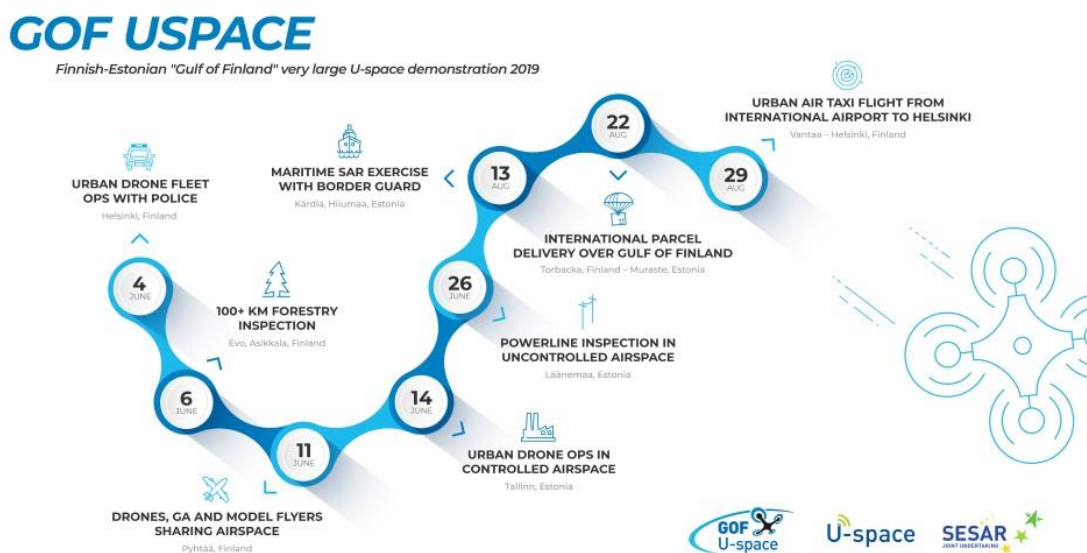 GOF USPACE
Finnish-Estonian "Gulf of Finland" very large U-space demonstration 2019
4
JUNE
URBAN DRONE FLEET
OPS WITH POLICE
Helsinki, Finland
6
JUNE
100+ KM FORESTRY
INSPECTION
Evo, Asikkala, Finland
11
JUNE
DRONES, GA AND MODEL FLYERS
SHARING AIRSPACE
Pyhtää, Finland
14
JUNE
URBAN DRONE OPS IN
CONTROLLED AIRSPACE
Tallinn, Estonia
26
JUNE
POWERLINE INSPECTION IN
UNCONTROLLED AIRSPACE
Läänemaa, Estonia
13
AUG
MARITIME SAR EXERCISE
WITH BORDER GUARD
Kärdla, Hiiumaa, Estonia
22
AUG
INTERNATIONAL PARCEL
DELIVERY OVER GULF OF FINLAND
Torbacka, Finland – Muraste, Estonia
29
AUG
URBAN AIR TAXI FLIGHT FROM
INTERNATIONAL AIRPORT TO HELSINKI
Vantaa – Helsinki, Finland
GOF
U-space
U-space
SESAR
JOINT UNDERTAKING